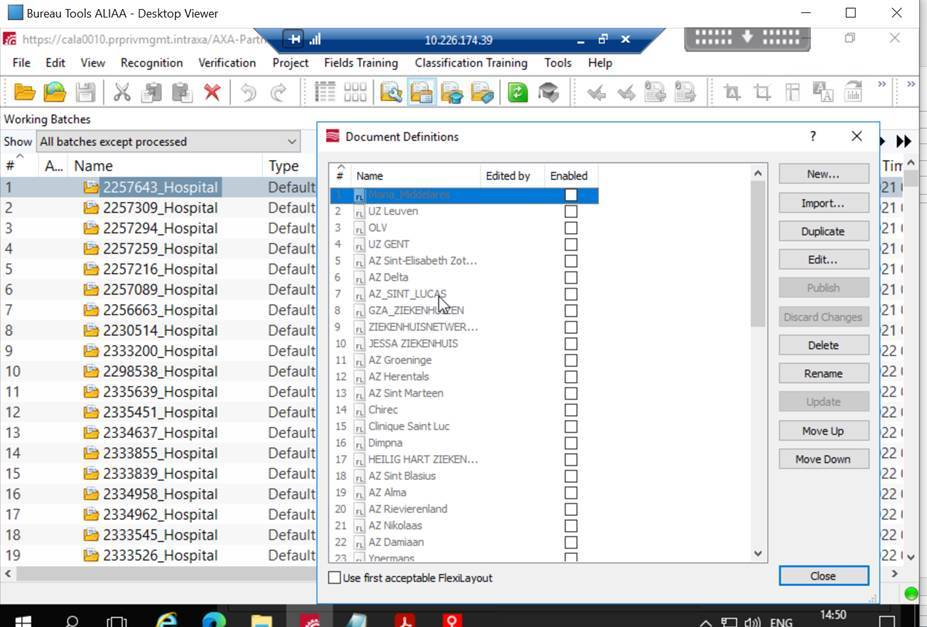 Bureau Tools ALIAA - Desktop Viewer
https://cala0010.prprivmgmt.intraxa/AXA-Partn
10.226.174.39
File Edit View Recognition Verification Project Fields Training Classification Training Tools Help
Working Batches
Show All batches except processed
# A... Name Type Tim
1 2257643_Hospital Default 021 0
2 2257309_Hospital Default
3 2257294_Hospital Default
4 2257259_Hospital Default
5 2257216_Hospital Default
6 2257089_Hospital Default
7 2256663_Hospital Default
8 2230514_Hospital Default
9 2333200_Hospital Default
10 2298538_Hospital Default
11 2335639_Hospital Default
12 2335451_Hospital Default
13 2334637_Hospital Default
14 2333855_Hospital Default
15 2333839_Hospital Default
16 2334958_Hospital Default
17 2334962_Hospital Default
18 2333545_Hospital Default
19 2333526_Hospital Default
Document Definitions
# Name Edited by Enabled
1 Maria_Middelares
2 UZ Leuven
3 OLV
4 UZ GENT
5 AZ Sint-Elisabeth Zot...
6 AZ Delta
7 AZ_SINT_LUCAS
8 GZA_ZIEKENHUIZEN
9 ZIEKENHUISNETWER...
10 JESSA ZIEKENHUIS
11 AZ Groeninge
12 AZ Herentals
13 AZ Sint Marteen
14 Chirec
15 Clinique Saint Luc
16 Dimpna
17 HEILIG HART ZIEKEN...
18 AZ Sint Blasius
19 AZ Alma
20 AZ Rievierenland
21 AZ Nikolaas
22 AZ Damiaan
23 Ypermans
New...
Import...
Duplicate
Edit...
Publish
Discard Changes
Delete
Rename
Update
Move Up
Move Down
Use first acceptable FlexiLayout
Close
ENG
14:50